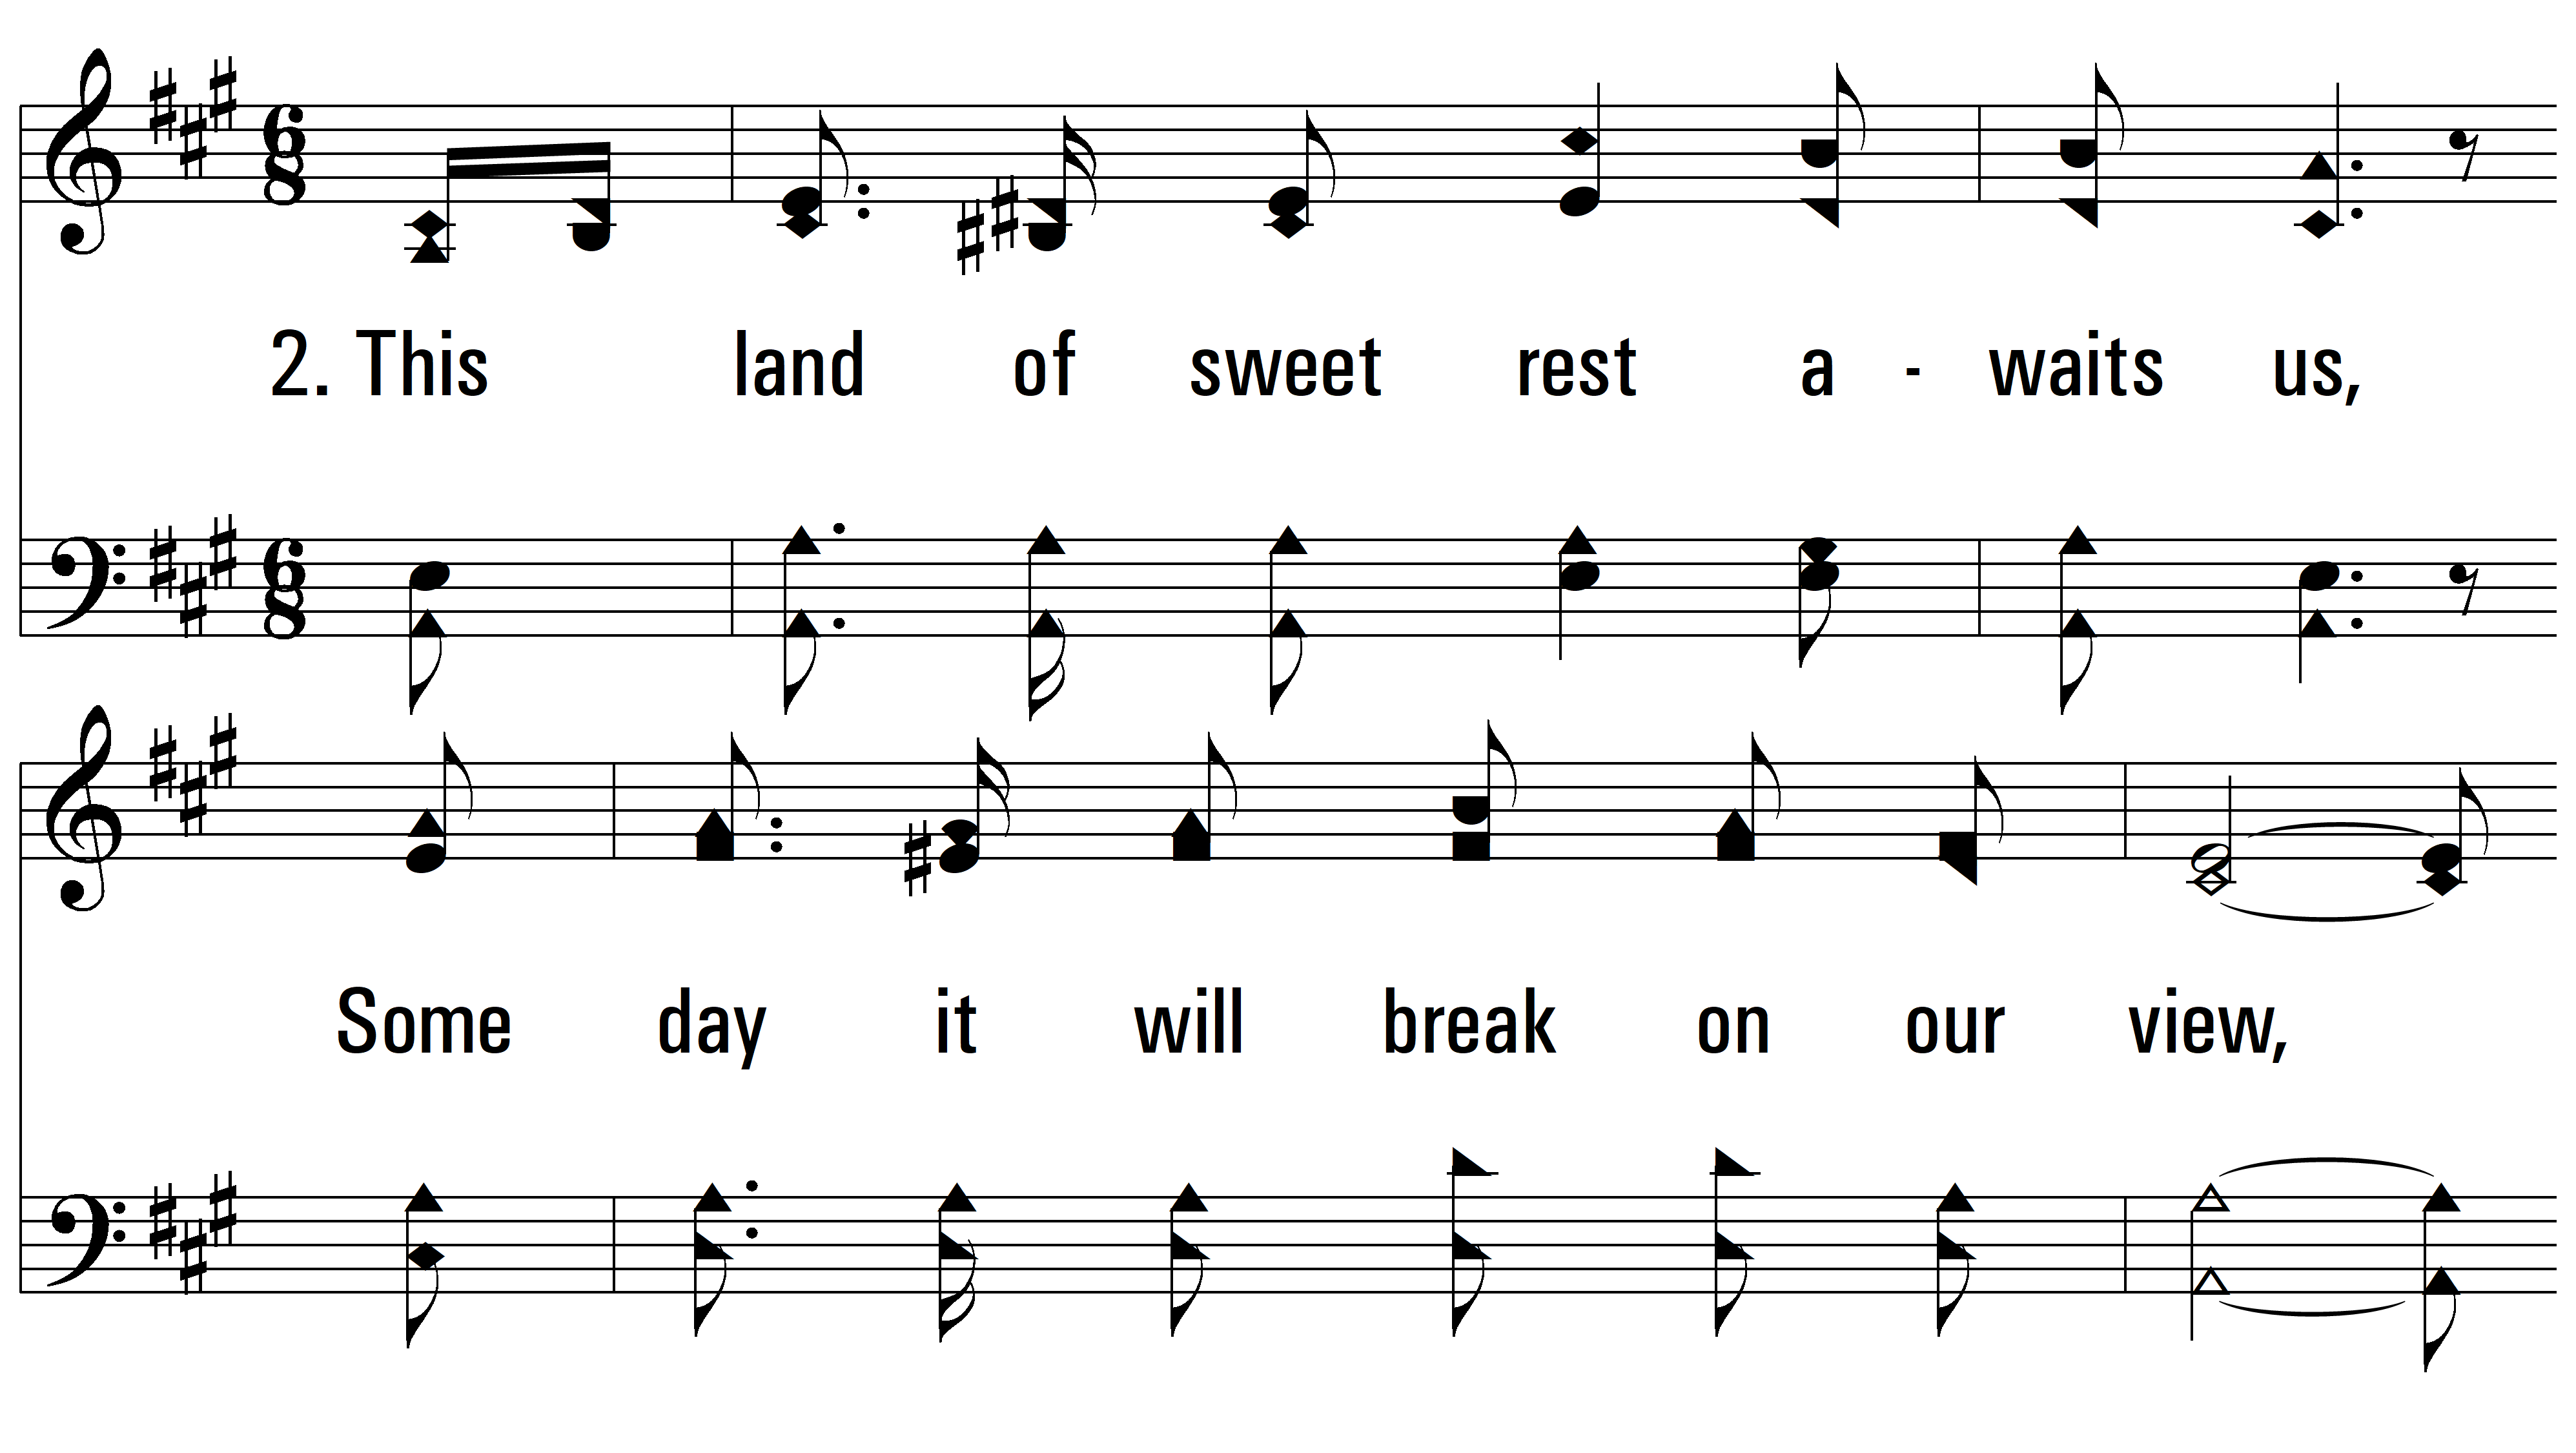 2. This land of sweet rest a - waits us,
Some day it will break on our view,